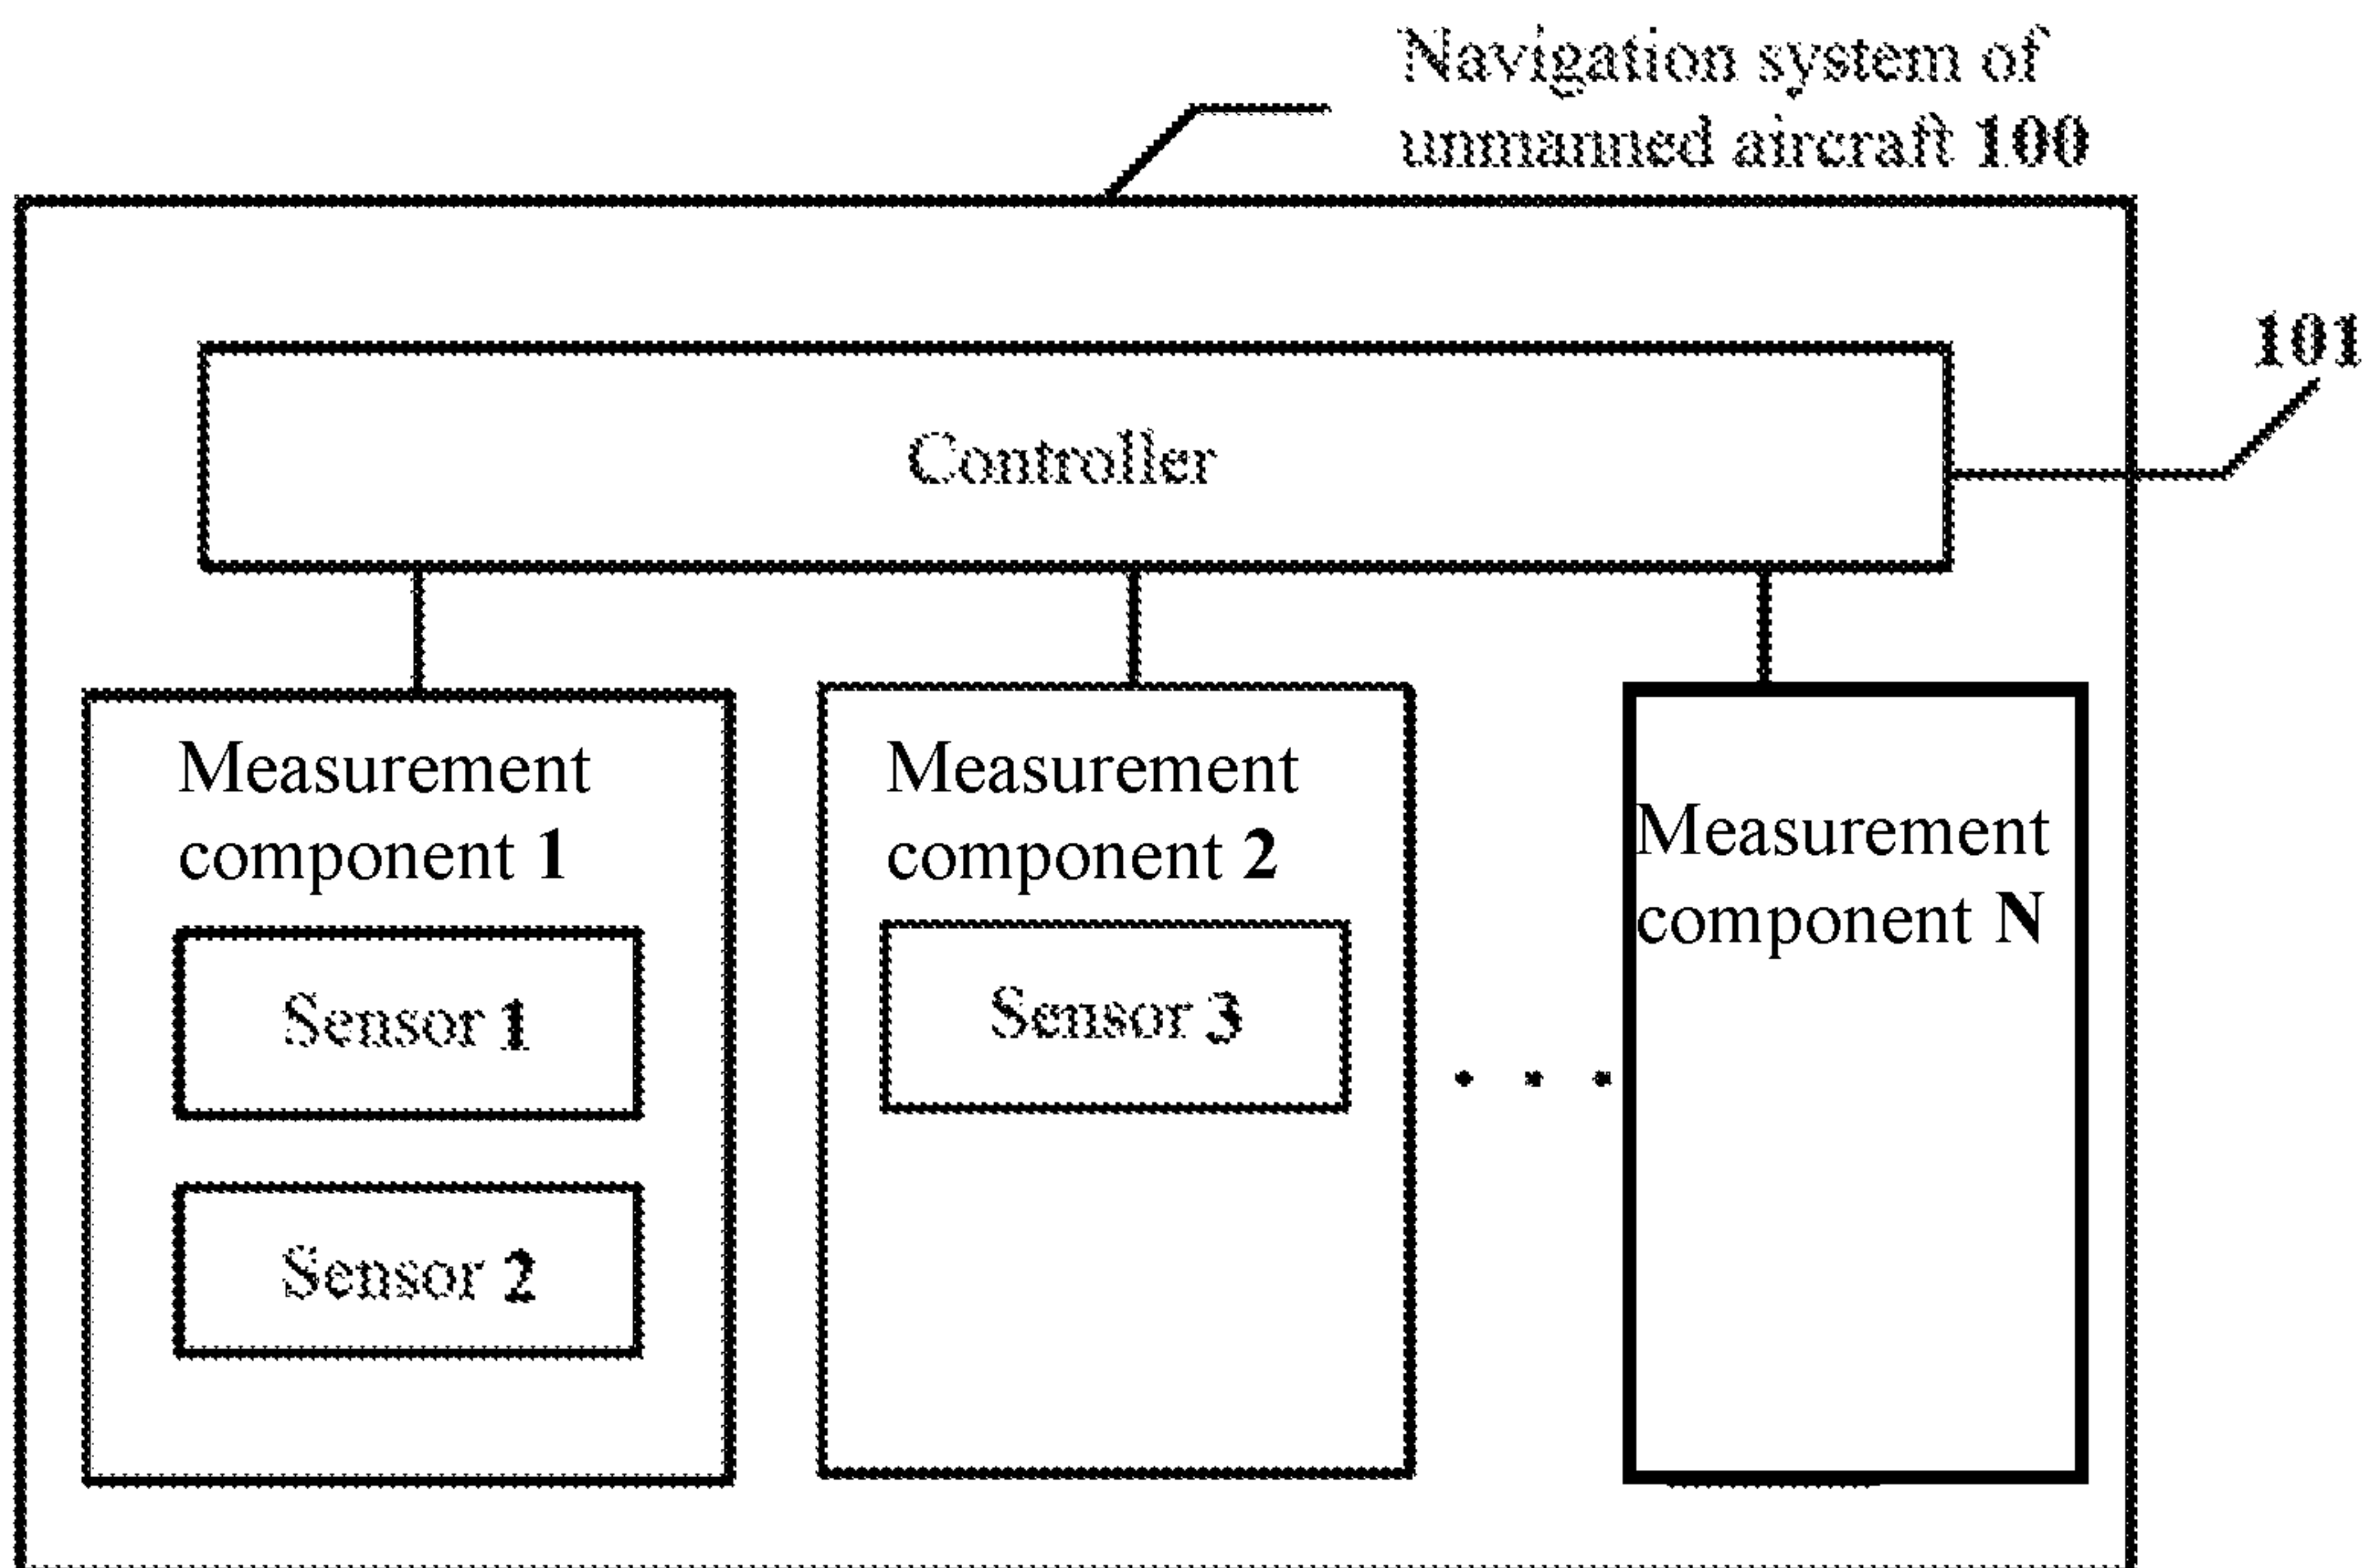 Navigation system of
unmanned aircraft 100
101
Controller
Measurement
component 1
Sensor 1
Sensor 2
Measurement
component 2
Sensor 3
. . .
Measurement
component N